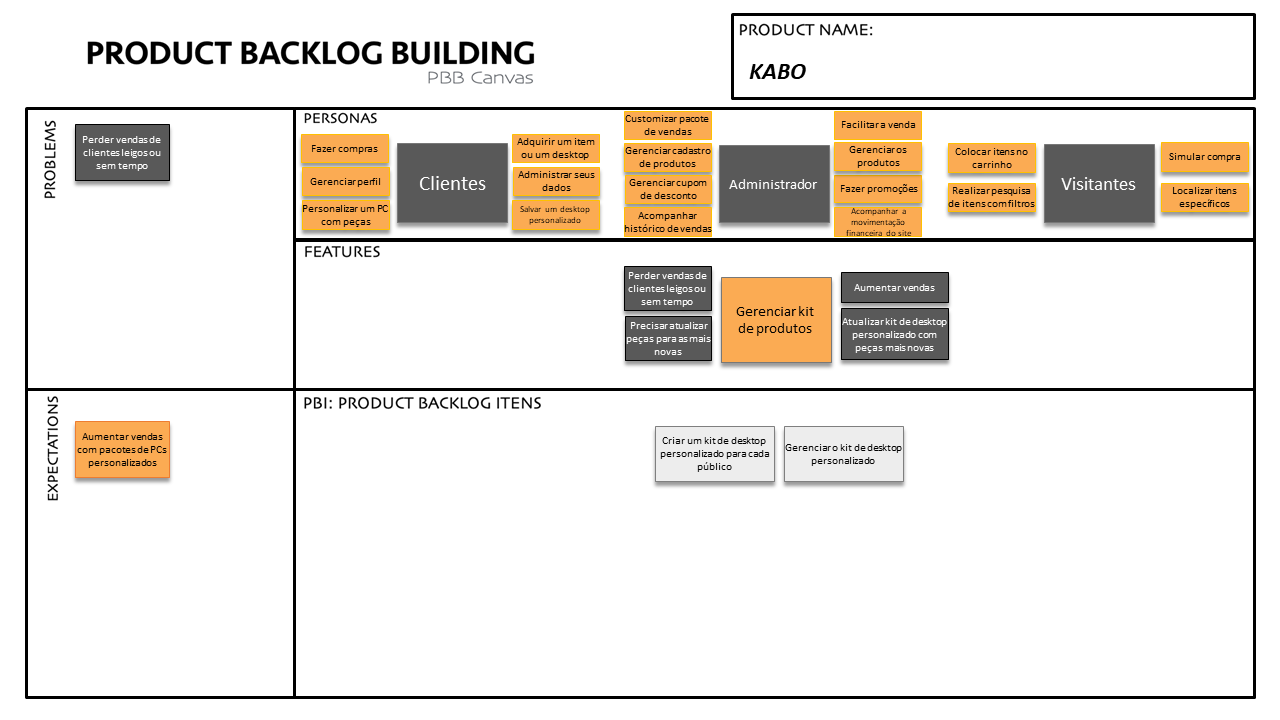 PRODUCT BACKLOG BUILDING
PBB Canvas
PRODUCT NAME:
KABO
PROBLEMS
Perder vendas de
clientes leigos ou
sem tempo
PERSONAS
Fazer compras
Gerenciar perfil
Personalizar um PC
com peças
Clientes
Adquirir um item
ou um desktop
Administrar seus
dados
Salvar um desktop
personalizado
Customizar pacote
de vendas
Gerenciar cadastro
de produtos
Gerenciar cupom
de desconto
Acompanhar
histórico de vendas
Administrador
Facilitar a venda
Gerenciar os
produtos
Fazer promoções
Acompanhar a
movimentação
financeira do site
Colocar itens no
carrinho
Realizar pesquisa
de itens com filtros
Visitantes
Simular compra
Localizar itens
específicos
FEATURES
Perder vendas de
clientes leigos ou
sem tempo
Precisar atualizar
peças para as mais
novas
Gerenciar kit
de produtos
Aumentar vendas
Atualizar kit de desktop
personalizado com
peças mais novas
EXPECTATIONS
Aumentar vendas
com pacotes de PCs
personalizados
PBI: PRODUCT BACKLOG ITENS
Criar um kit de desktop
personalizado para cada
público
Gerenciar o kit de desktop
personalizado